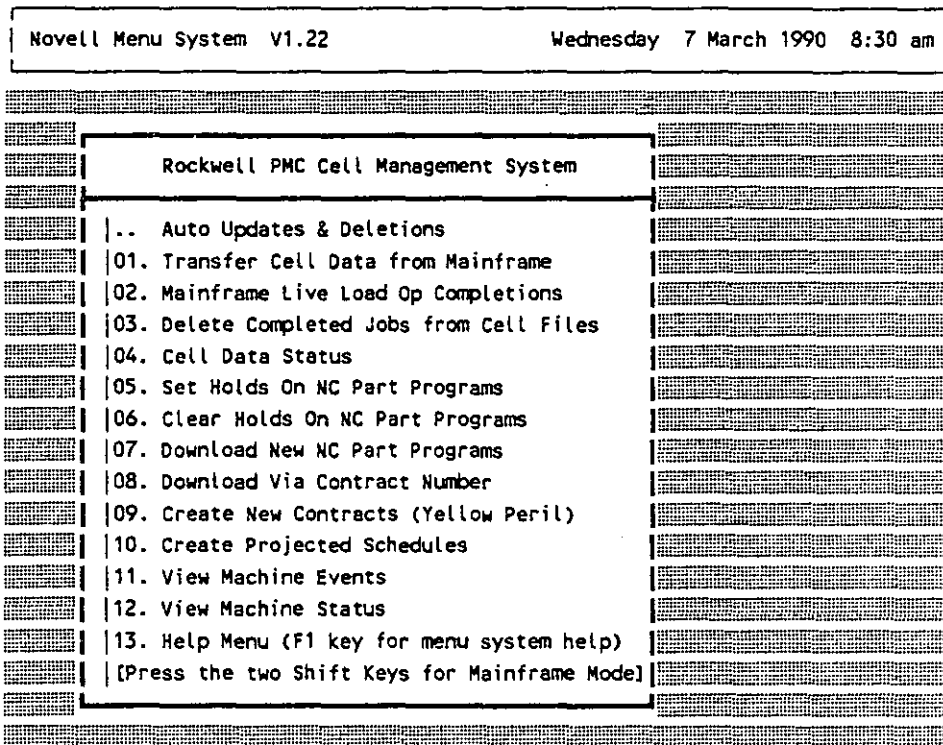 Novell Menu System V1.22 Wednesday 7 March 1990 8:30 am
Rockwell PMC Cell Management System
.. Auto Updates & Deletions
01. Transfer Cell Data from Mainframe
02. Mainframe Live Load Op Completions
03. Delete Completed Jobs from Cell Files
04. Cell Data Status
05. Set Holds On NC Part Programs
06. Clear Holds On NC Part Programs
07. Download New NC Part Programs
08. Download Via Contract Number
09. Create New Contracts (Yellow Peril)
10. Create Projected Schedules
11. View Machine Events
12. View Machine Status
13. Help Menu (F1 key for menu system help)
[Press the two Shift Keys for Mainframe Mode]